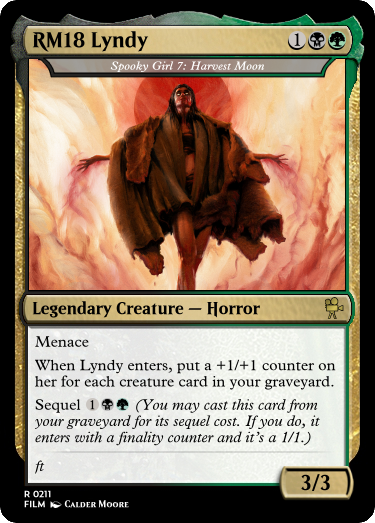 RM18 Lyndy 1
Spooky Girl 7: Harvest Moon
Legendary Creature — Horror
Menace
When Lyndy enters, put a +1/+1 counter on
her for each creature card in your graveyard.
Sequel 1 (You may cast this card from
your graveyard for its sequel cost. If you do, it
enters with a finality counter and it's a 1/1.)
ft
3/3
R 0211
FILM Calder Moore